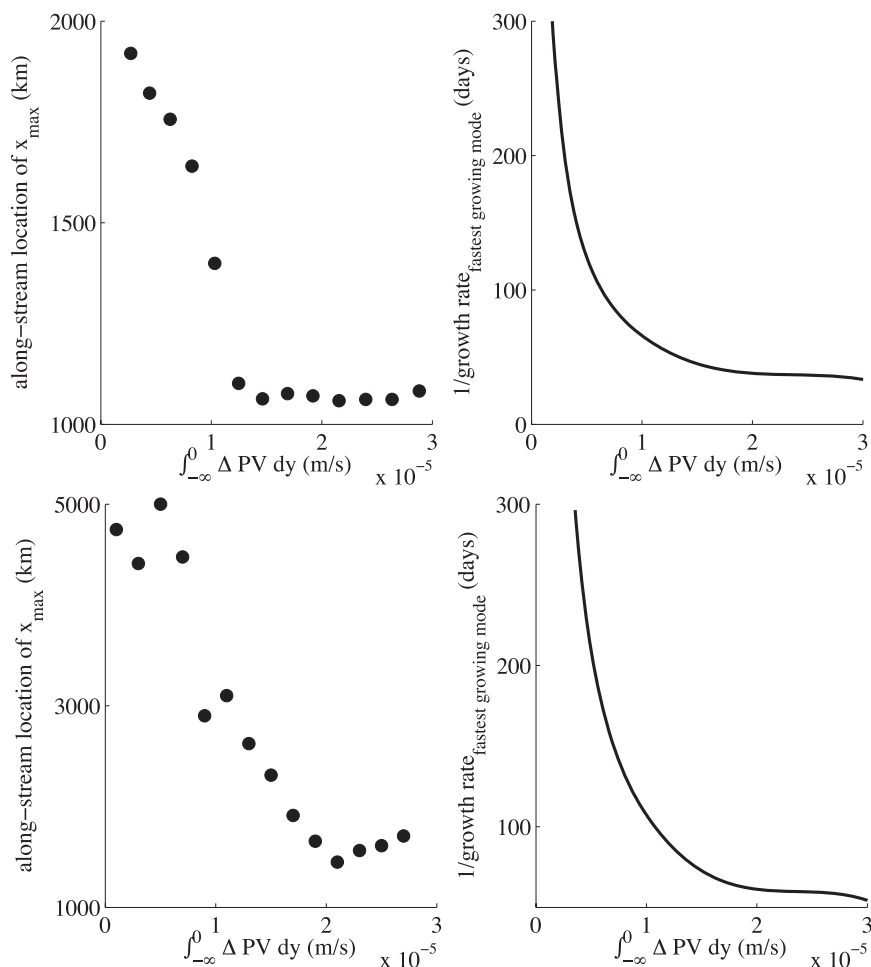 2000
1500
1000
along−stream location of x_max (km)
0 1 2 3
∫_{−∞}^{0} Δ PV dy (m/s)
x 10^{−5}
300
200
100
0
1/growth rate_fastest growing mode (days)
0 1 2 3
∫_{−∞}^{0} Δ PV dy (m/s)
x 10^{−5}
5000
3000
1000
along−stream location of x_max (km)
0 1 2 3
∫_{−∞}^{0} Δ PV dy (m/s)
x 10^{−5}
300
200
100
1/growth rate_fastest growing mode (days)
0 1 2 3
∫_{−∞}^{0} Δ PV dy (m/s)
x 10^{−5}